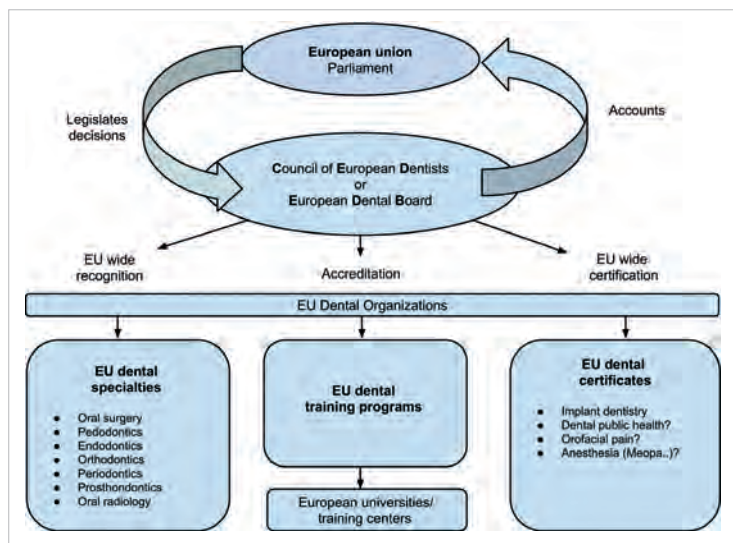 European union
Parliament
Legislates
decisions
Accounts
Council of European Dentists
or
European Dental Board
EU wide
recognition
Accreditation
EU wide
certification
EU Dental Organizations
EU dental
specialties
● Oral surgery
● Pedodontics
● Endodontics
● Orthodontics
● Periodontics
● Prosthondontics
● Oral radiology
EU dental
training programs
European universities/
training centers
EU dental
certificates
● Implant dentistry
● Dental public health?
● Orofacial pain?
● Anesthesia (Meopa..)?